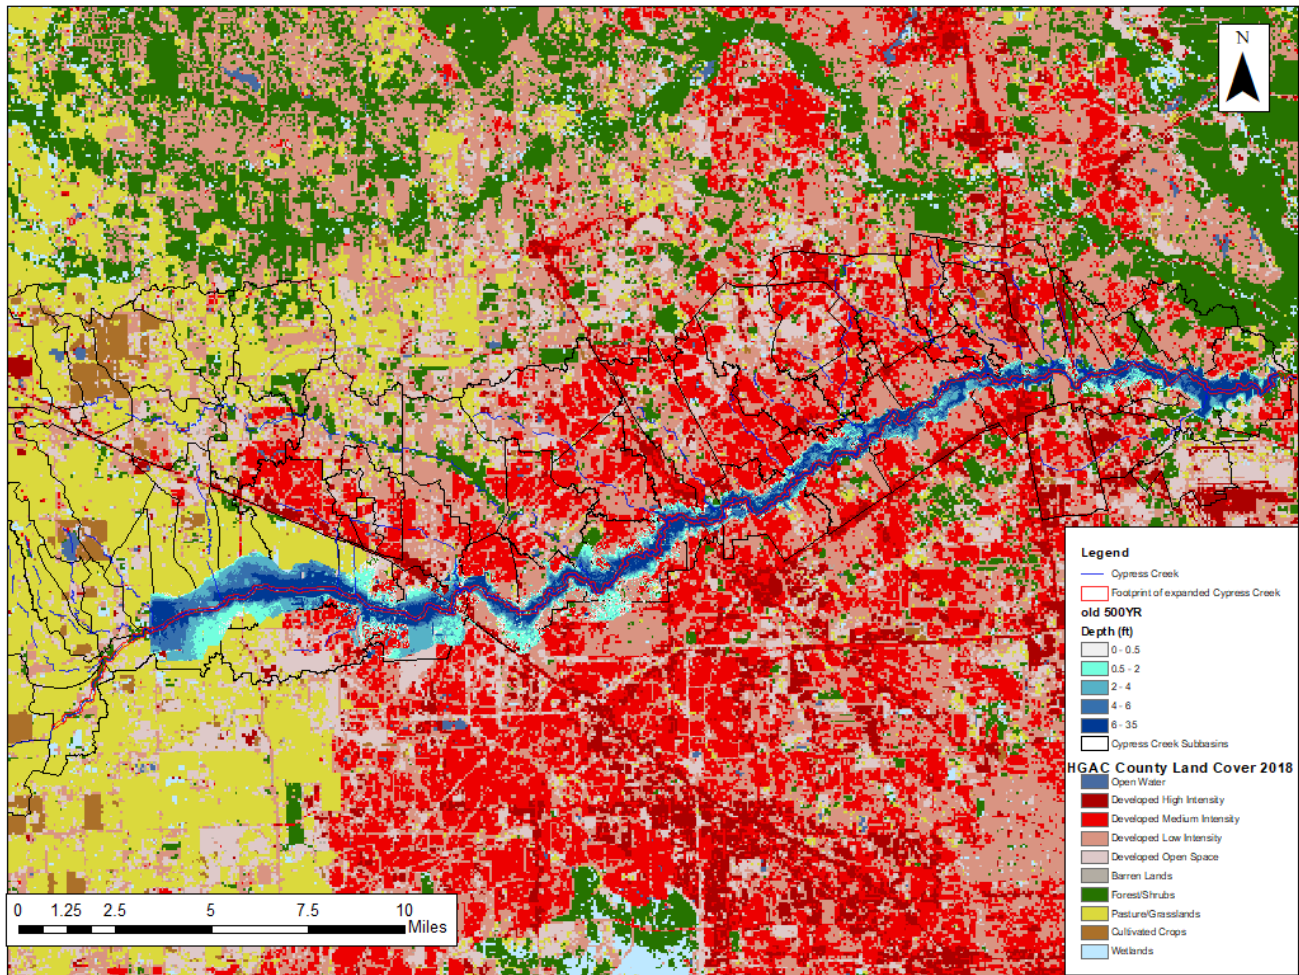 N
Legend
Cypress Creek
Footprint of expanded Cypress Creek
old 500YR
Depth (ft)
0 - 0.5
0.5 - 2
2 - 4
4 - 6
6 - 35
Cypress Creek Subbasins
HGAC County Land Cover 2018
Open Water
Developed High Intensity
Developed Medium Intensity
Developed Low Intensity
Developed Open Space
Barren Lands
Forest/Shrubs
Pasture/Grasslands
Cultivated Crops
Wetlands
0 1.25 2.5 5 7.5 10
Miles